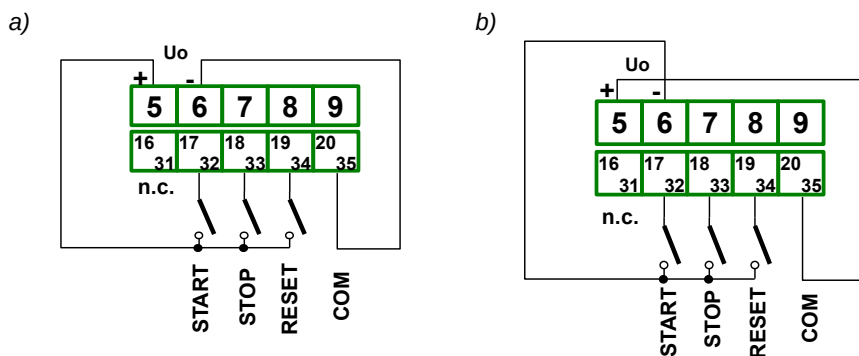 a)
Uo
+ -
5 6 7 8 9
16 17 18 19 20
31 32 33 34 35
n.c.
START
STOP
RESET
COM
b)
Uo
+ -
5 6 7 8 9
16 17 18 19 20
31 32 33 34 35
n.c.
START
STOP
RESET
COM